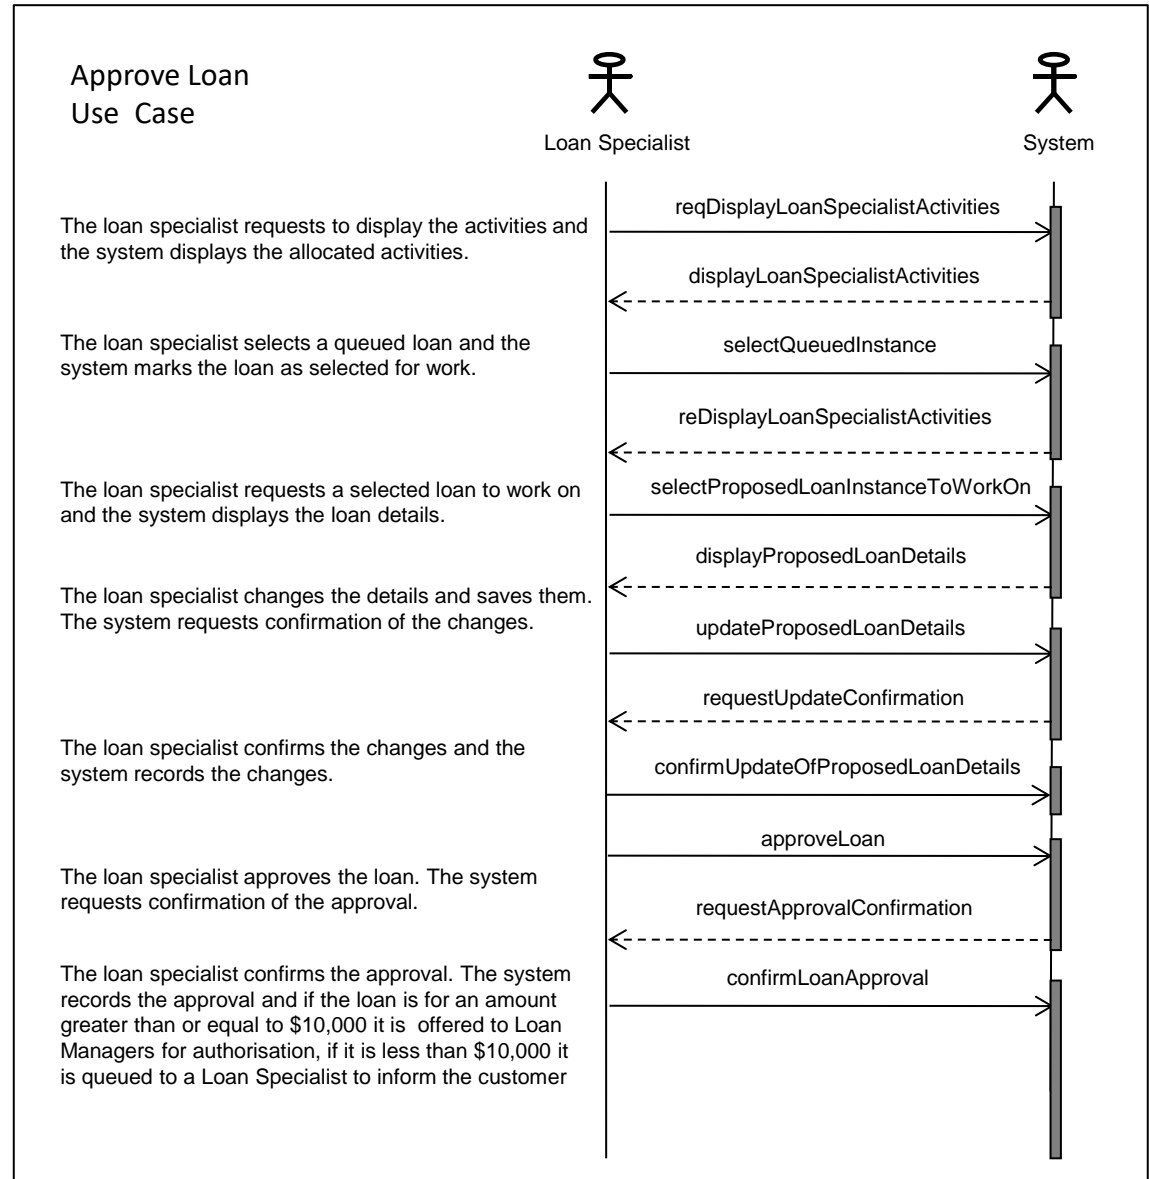 Approve Loan
Use Case
Loan Specialist
System
The loan specialist requests to display the activities and
the system displays the allocated activities.
reqDisplayLoanSpecialistActivities
displayLoanSpecialistActivities
The loan specialist selects a queued loan and the
system marks the loan as selected for work.
selectQueuedInstance
reDisplayLoanSpecialistActivities
The loan specialist requests a selected loan to work on
and the system displays the loan details.
selectProposedLoanInstanceToWorkOn
displayProposedLoanDetails
The loan specialist changes the details and saves them.
The system requests confirmation of the changes.
updateProposedLoanDetails
requestUpdateConfirmation
The loan specialist confirms the changes and the
system records the changes.
confirmUpdateOfProposedLoanDetails
approveLoan
The loan specialist approves the loan. The system
requests confirmation of the approval.
requestApprovalConfirmation
The loan specialist confirms the approval. The system
records the approval and if the loan is for an amount
greater than or equal to $10,000 it is offered to Loan
Managers for authorisation, if it is less than $10,000 it
is queued to a Loan Specialist to inform the customer
confirmLoanApproval